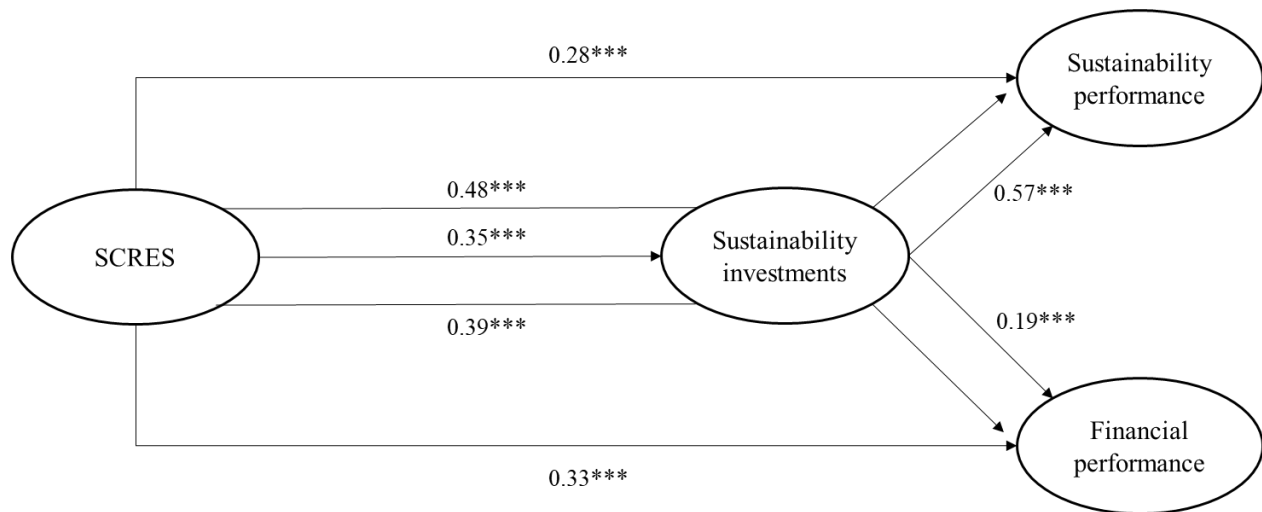 0.28***
Sustainability
performance
0.48***
0.57***
SCRES
0.35***
Sustainability
investments
0.39***
0.19***
Financial
performance
0.33***